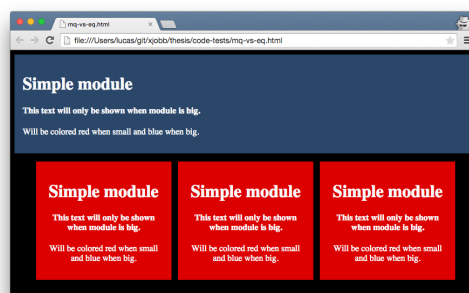 mq-vs-eq.html
file:///Users/lucas/git/xjobb/thesis/code-tests/mq-vs-eq.html
Simple module
This text will only be shown when module is big.
Will be colored red when small and blue when big.
Simple module
This text will only be shown
when module is big.
Will be colored red when small
and blue when big.
Simple module
This text will only be shown
when module is big.
Will be colored red when small
and blue when big.
Simple module
This text will only be shown
when module is big.
Will be colored red when small
and blue when big.